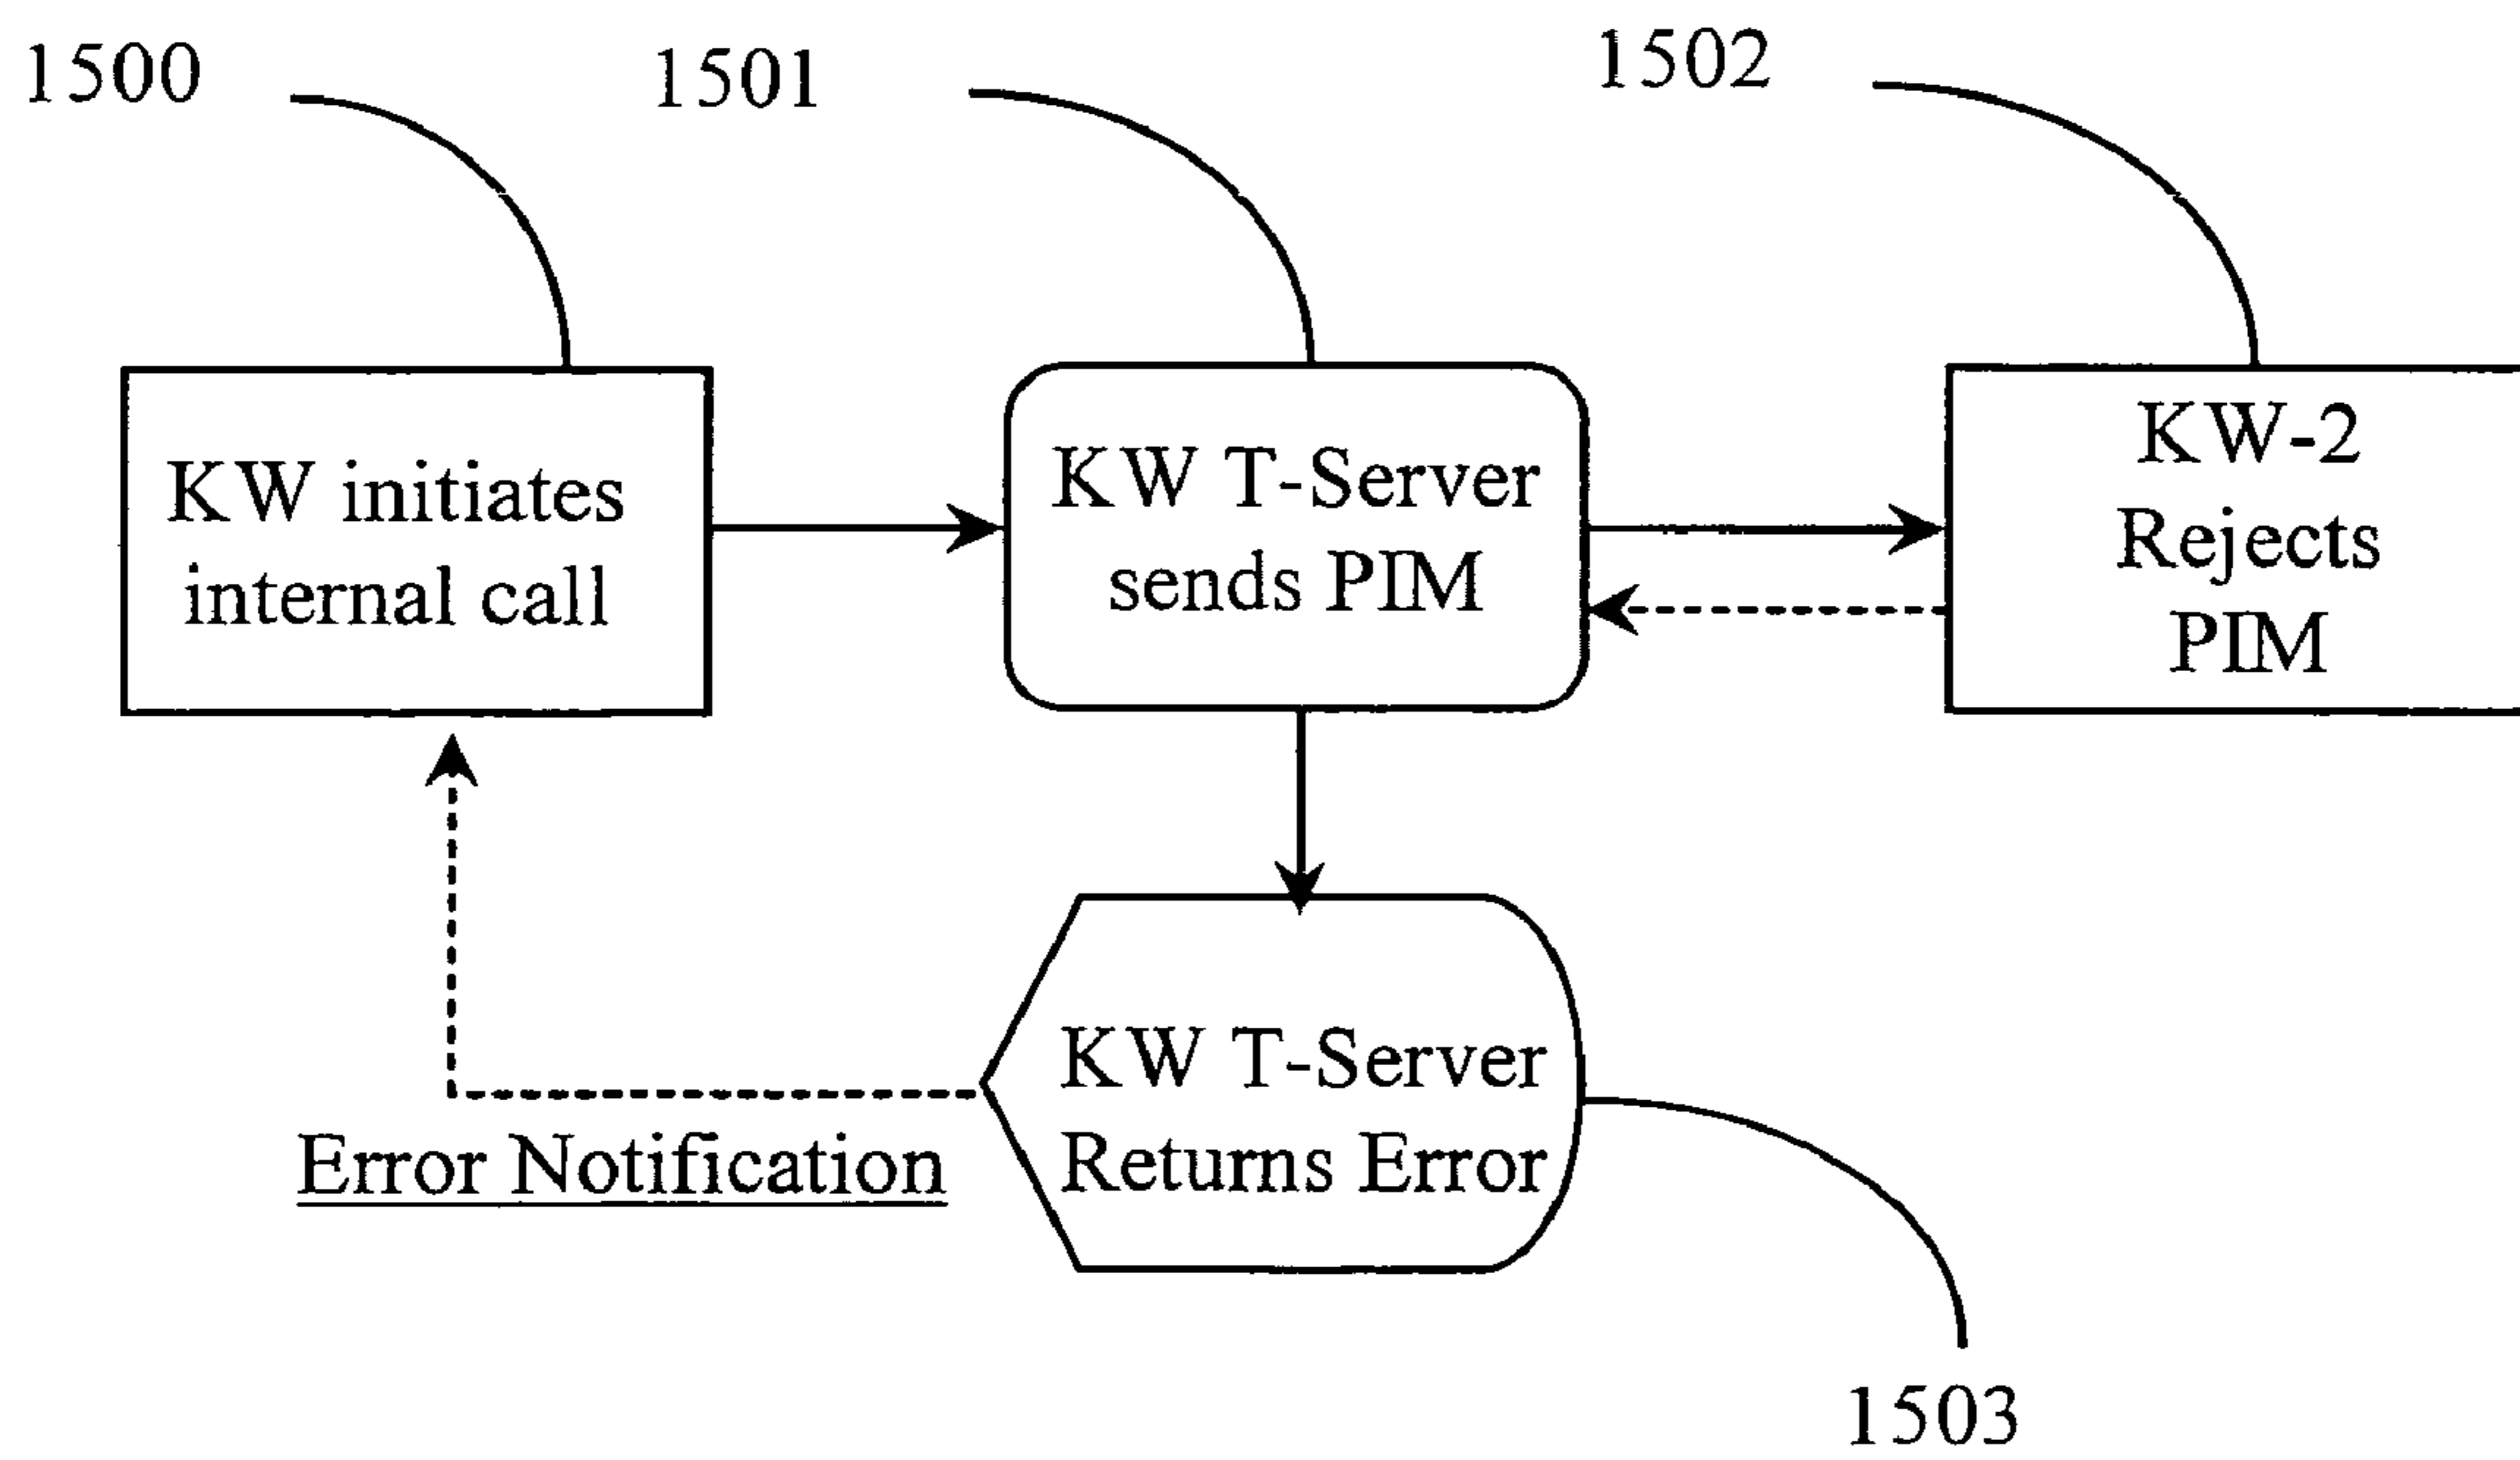 1500
1501
1502
KW initiates
internal call
KW T-Server
sends PIM
KW-2
Rejects
PIM
KW T-Server
Returns Error
Error Notification
1503